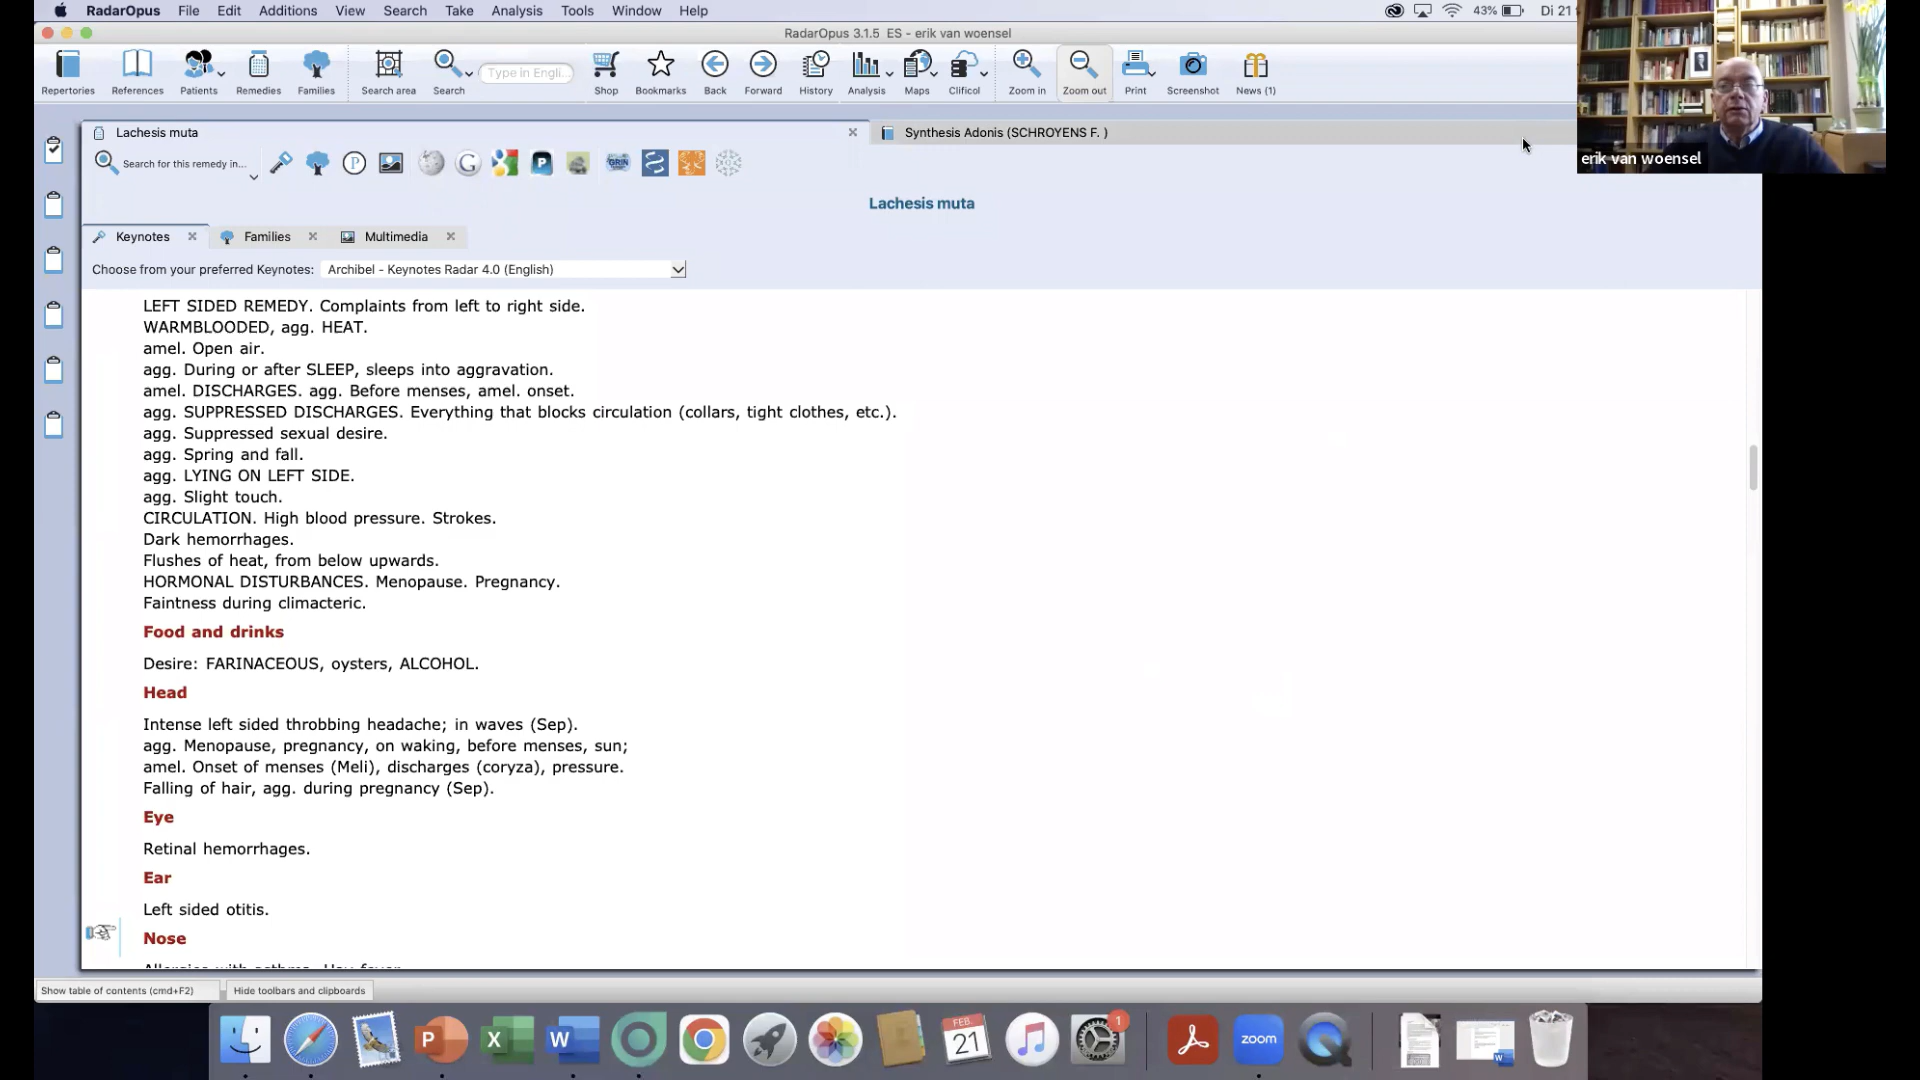 RadarOpus File Edit Additions View Search Take Analysis Tools Window Help 43% Di 21
RadarOpus 3.1.5 ES - erik van woensel
Type in Engli...
Repertories References Patients Remedies Families Search area Search Shop Bookmarks Back Forward History Analysis Maps Clificol Zoom in Zoom out Print Screenshot News (1)
Lachesis muta
Synthesis Adonis (SCHROYENS F. )
erik van woensel
Search for this remedy in...
P
G
P
GRIN
Lachesis muta
Keynotes Families Multimedia
Choose from your preferred Keynotes: Archibel - Keynotes Radar 4.0 (English)
LEFT SIDED REMEDY. Complaints from left to right side.
WARMBLOODED, agg. HEAT.
amel. Open air.
agg. During or after SLEEP, sleeps into aggravation.
amel. DISCHARGES. agg. Before menses, amel. onset.
agg. SUPPRESSED DISCHARGES. Everything that blocks circulation (collars, tight clothes, etc.).
agg. Suppressed sexual desire.
agg. Spring and fall.
agg. LYING ON LEFT SIDE.
agg. Slight touch.
CIRCULATION. High blood pressure. Strokes.
Dark hemorrhages.
Flushes of heat, from below upwards.
HORMONAL DISTURBANCES. Menopause. Pregnancy.
Faintness during climacteric.
Food and drinks
Desire: FARINACEOUS, oysters, ALCOHOL.
Head
Intense left sided throbbing headache; in waves (Sep).
agg. Menopause, pregnancy, on waking, before menses, sun;
amel. Onset of menses (Meli), discharges (coryza), pressure.
Falling of hair, agg. during pregnancy (Sep).
Eye
Retinal hemorrhages.
Ear
Left sided otitis.
Nose
Allergies with asthma. Hay fever.
Show table of contents (cmd+F2) Hide toolbars and clipboards
P X W FEB. 21 1 zoom W